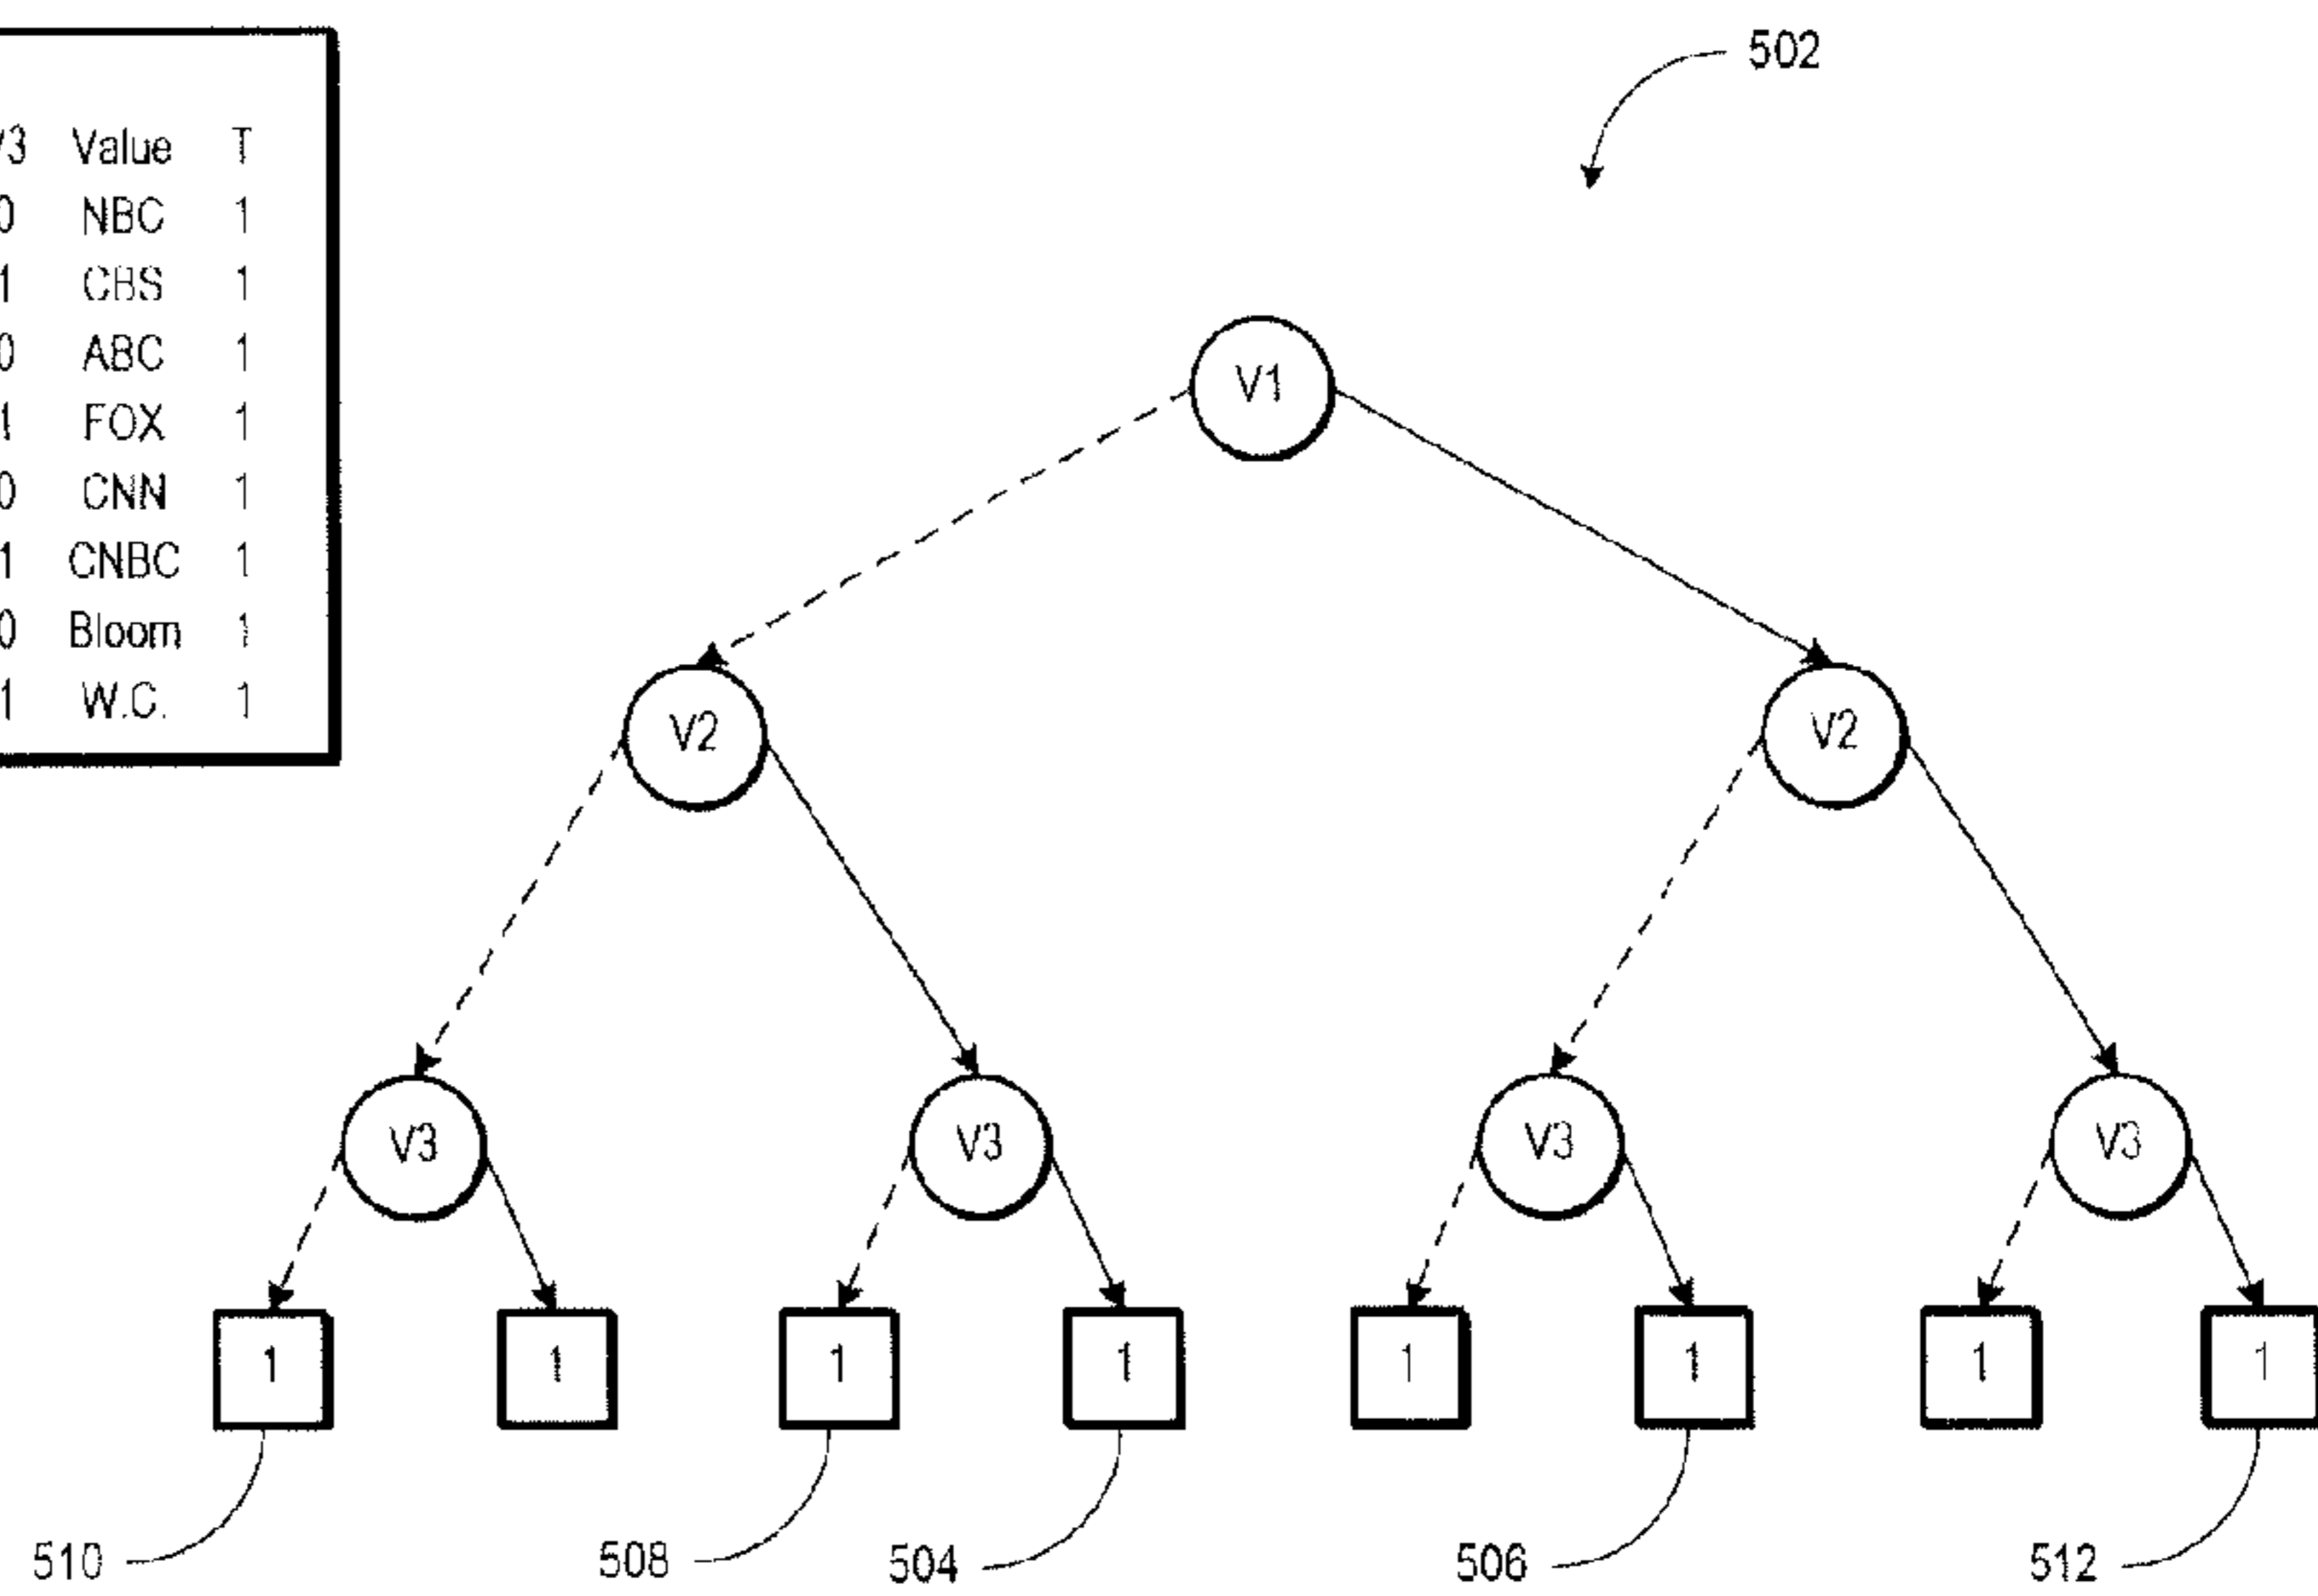 502
V3 Value T
0 NBC 1
1 CBS 1
0 ABC 1
1 FOX 1
0 CNN 1
1 CNBC 1
0 Bloom 1
1 W.C. 1
V1
V2 V2
V3 V3 V3 V3
1 1 1 1 1 1 1 1
510 508 504 506 512